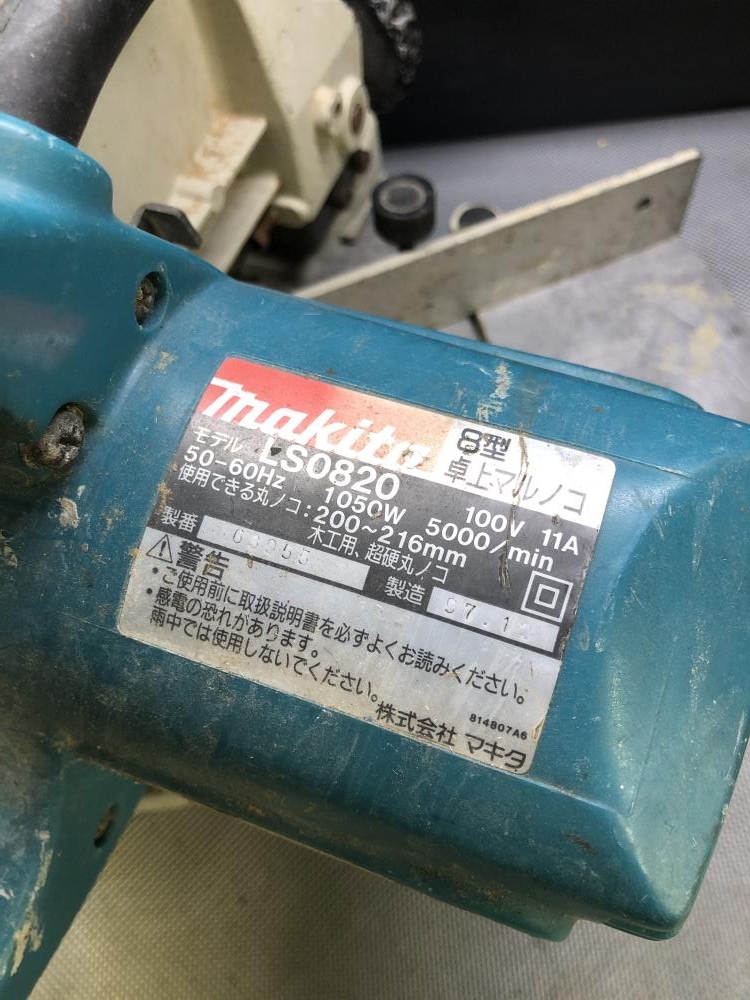 makita 8型
卓上マルノコ
モデル LS0820
50-60Hz 1050W 100V 11A
使用できる丸ノコ:200~216mm 5000/min
木工用、超硬丸ノコ
製番 製造 97.12
警告
・ご使用前に取扱説明書を必ずよくお読みください。
・感電の恐れがあります。
雨中では使用しないでください。
株式会社 マキタ
814807A6